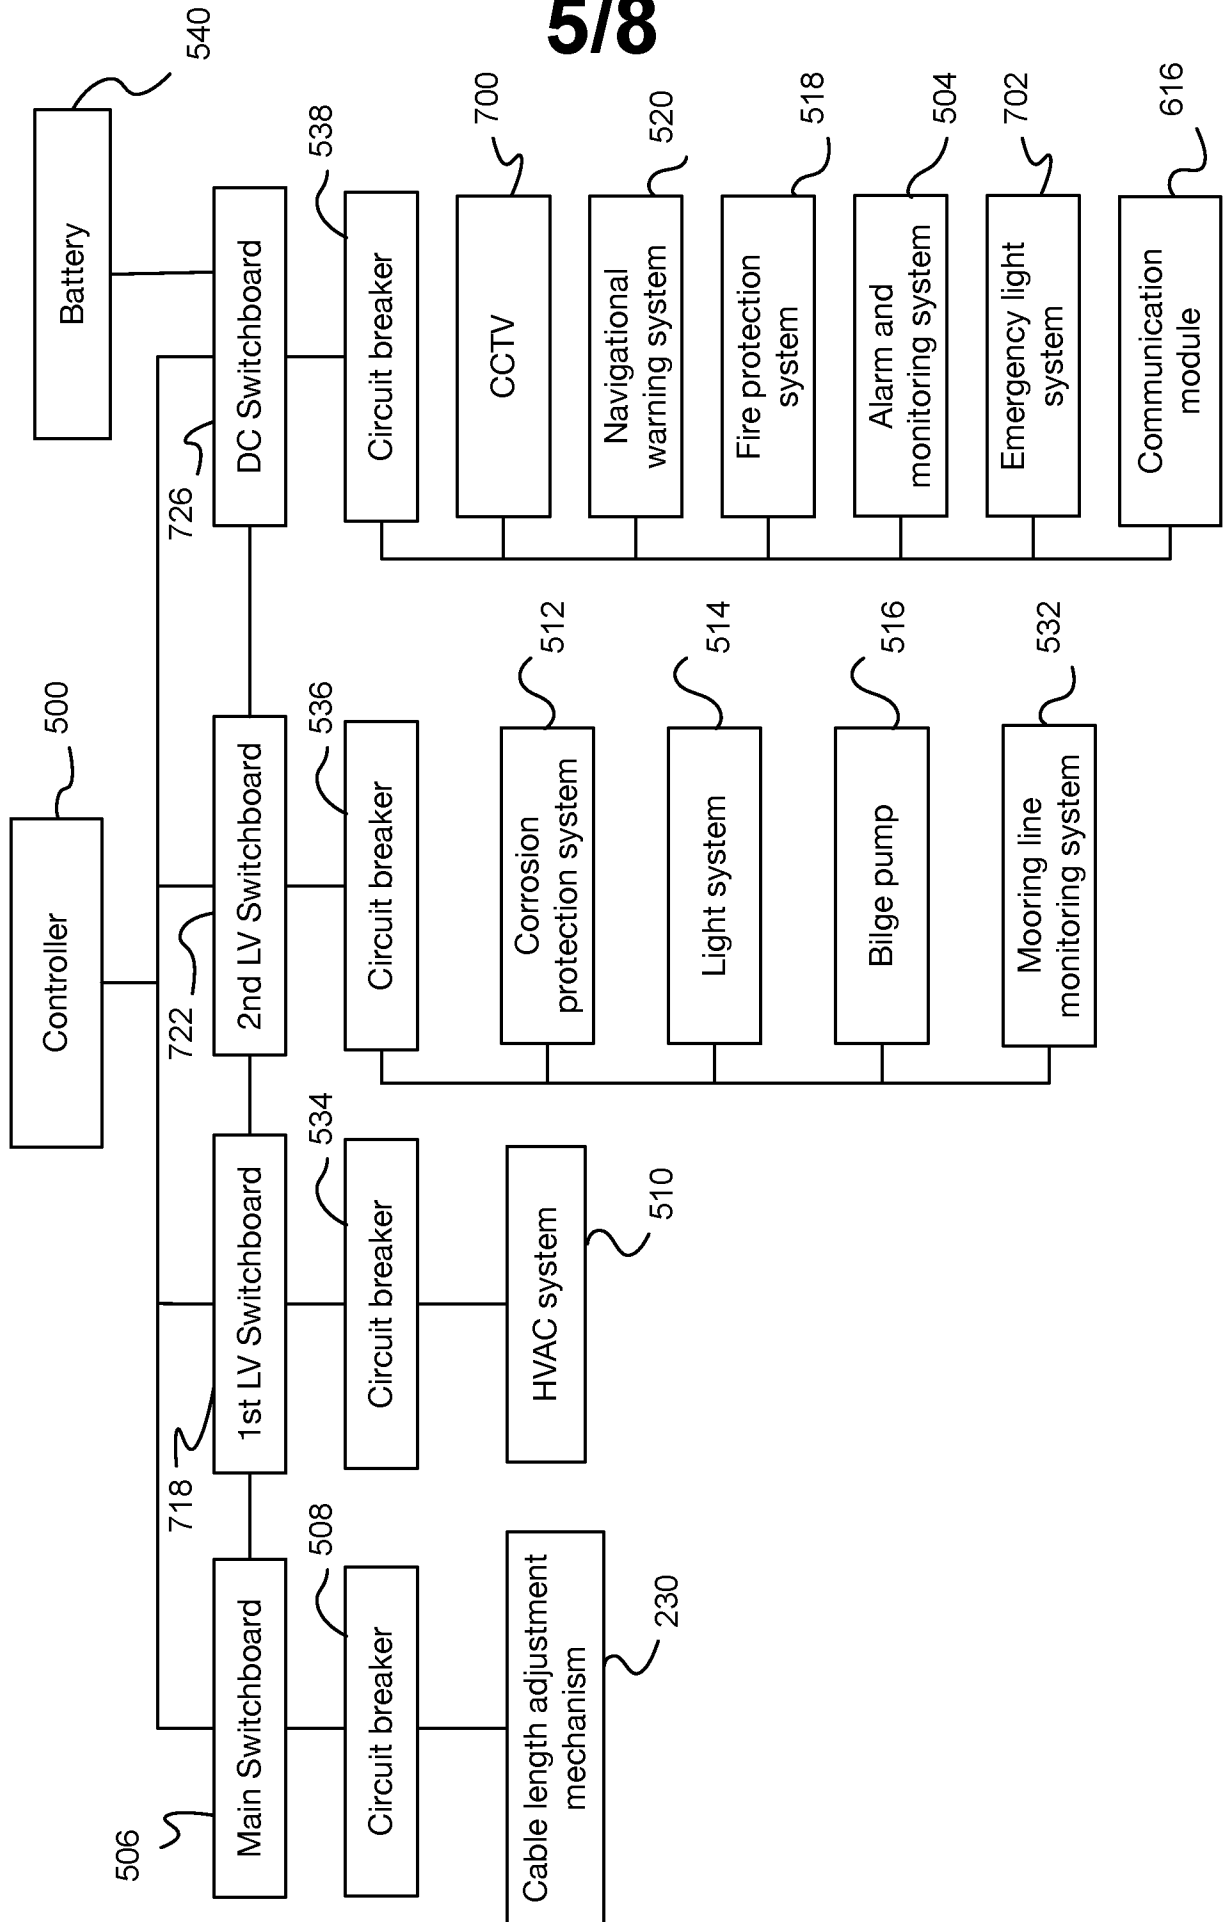 5/8
Controller
500
Battery
540
506
Main Switchboard
718
1st LV Switchboard
722
2nd LV Switchboard
726
DC Switchboard
Circuit breaker
508
Circuit breaker
534
Circuit breaker
536
Circuit breaker
538
Cable length adjustment
mechanism
230
HVAC system
510
Corrosion
protection system
512
Light system
514
Bilge pump
516
Mooring line
monitoring system
532
CCTV
700
Navigational
warning system
520
Fire protection
system
518
Alarm and
monitoring system
504
Emergency light
system
702
Communication
module
616